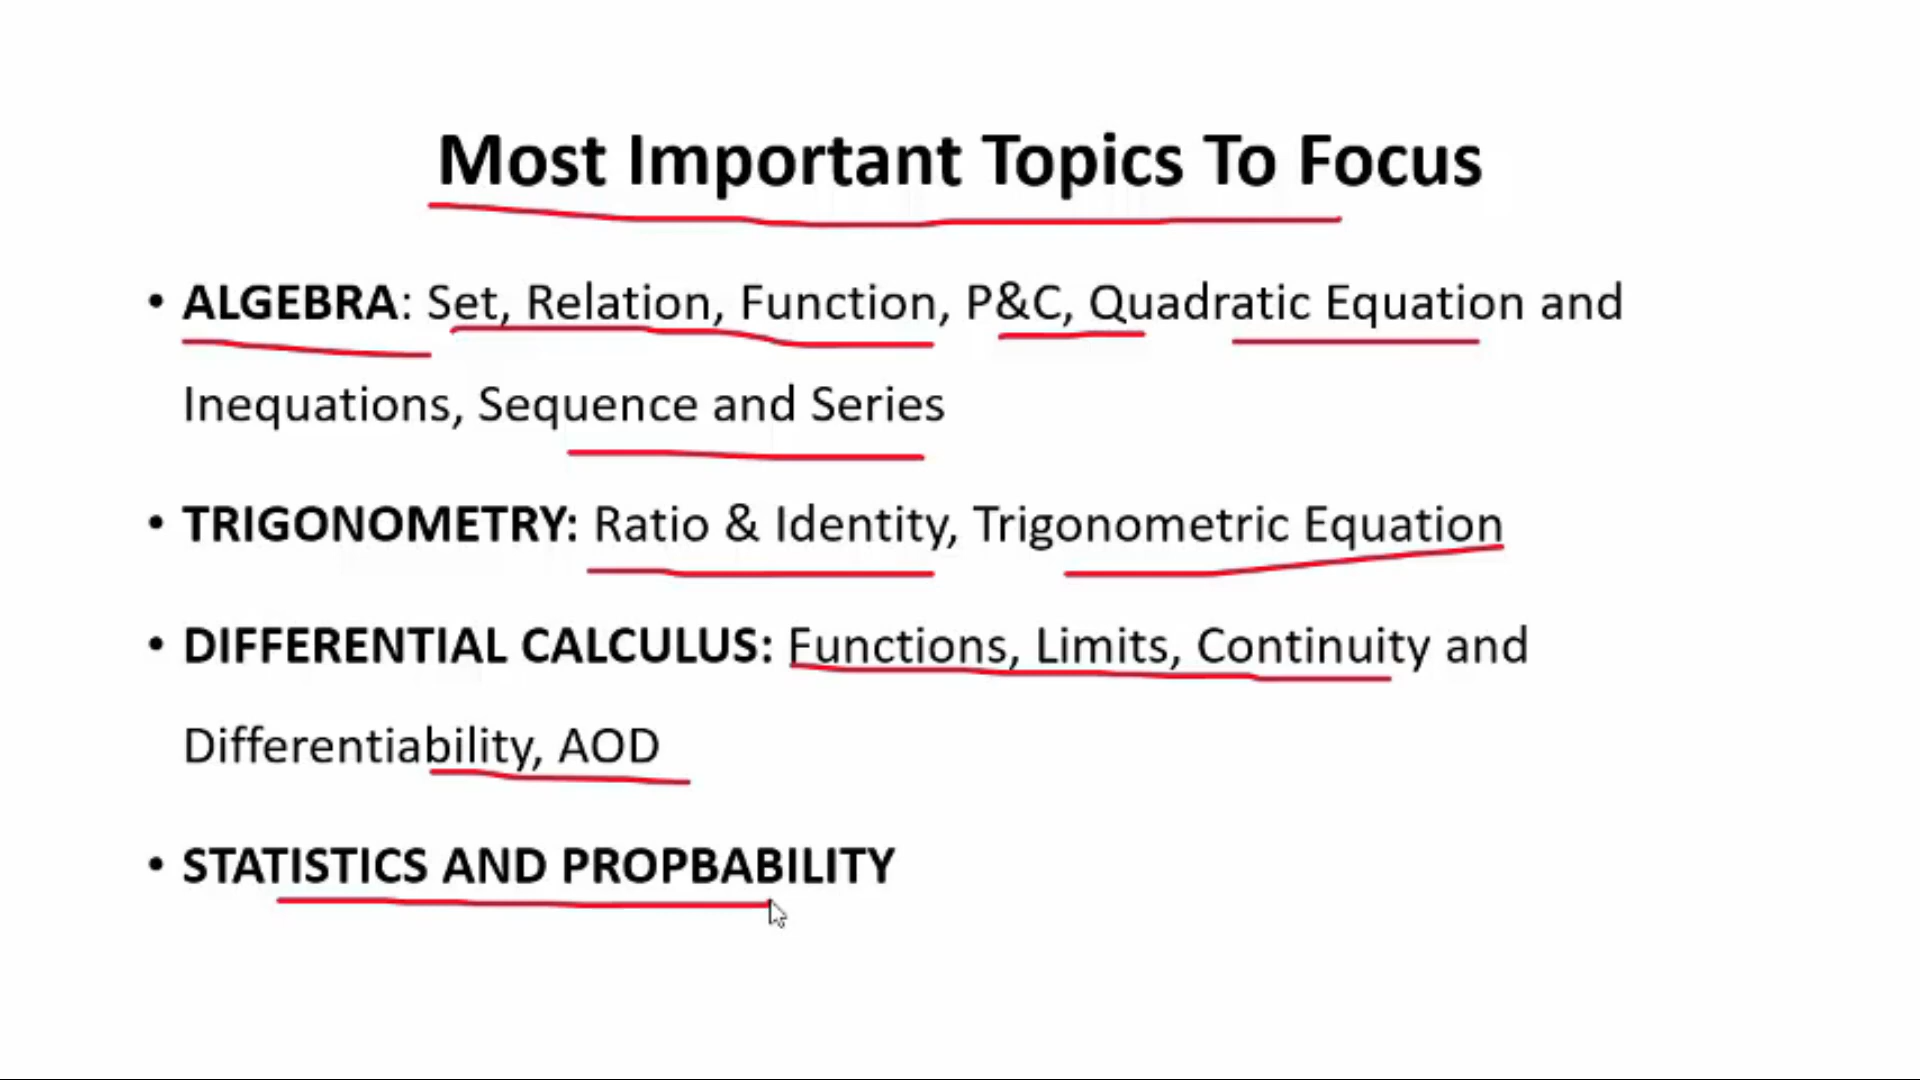 Most Important Topics To Focus
• ALGEBRA: Set, Relation, Function, P&C, Quadratic Equation and
Inequations, Sequence and Series
• TRIGONOMETRY: Ratio & Identity, Trigonometric Equation
• DIFFERENTIAL CALCULUS: Functions, Limits, Continuity and
Differentiability, AOD
• STATISTICS AND PROPBABILITY